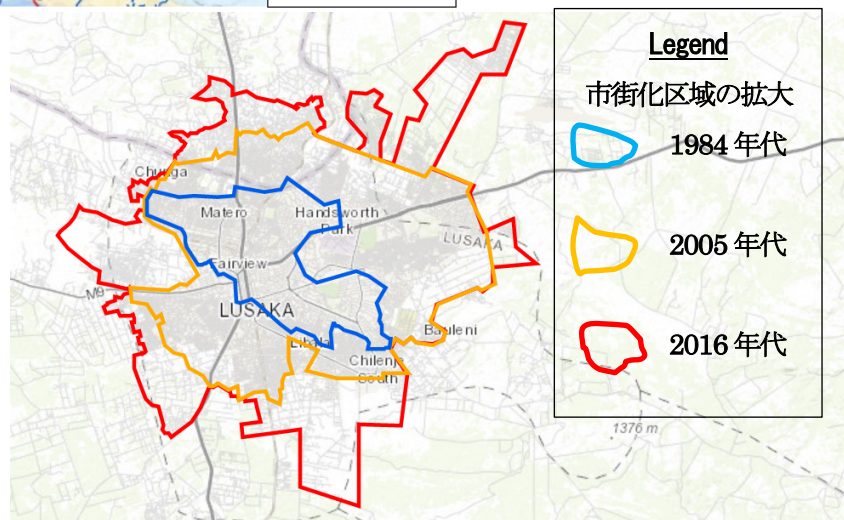 Legend
市街化区域の拡大
1984 年代
2005 年代
2016 年代
Chunga
Matero
Handsworth
Park
LUSAKA
Fairview
M9
LUSAKA
Bauleni
Libala
Chilenje
South
1376 m